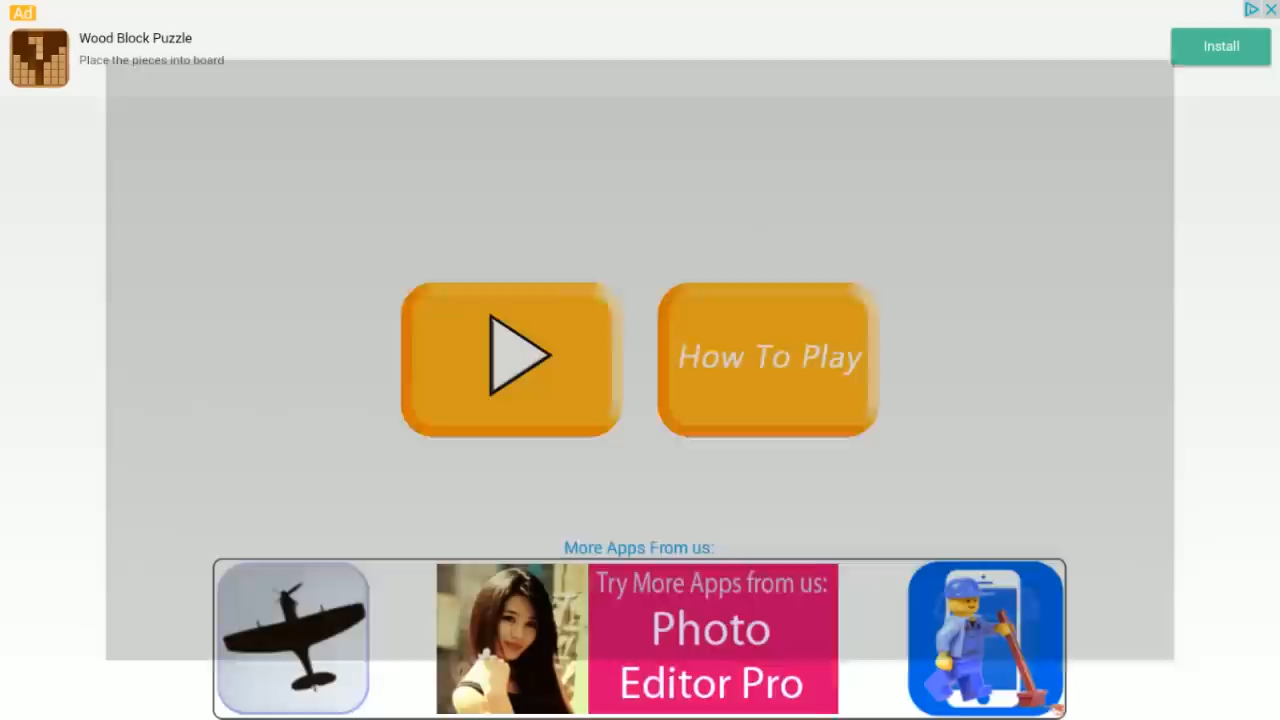 Ad
Wood Block Puzzle
Place the pieces into board
Install
How To Play
More Apps From us:
Try More Apps from us:
Photo
Editor Pro